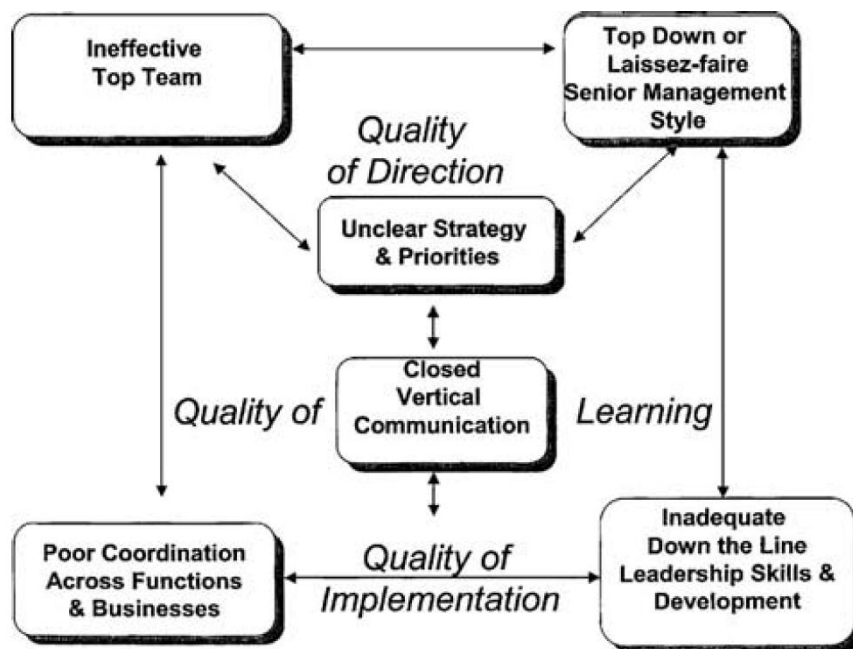 Ineffective
Top Team
Top Down or
Laissez-faire
Senior Management
Style
Quality
of Direction
Unclear Strategy
& Priorities
Closed
Vertical
Communication
Quality of
Learning
Poor Coordination
Across Functions
& Businesses
Quality of
Implementation
Inadequate
Down the Line
Leadership Skills &
Development